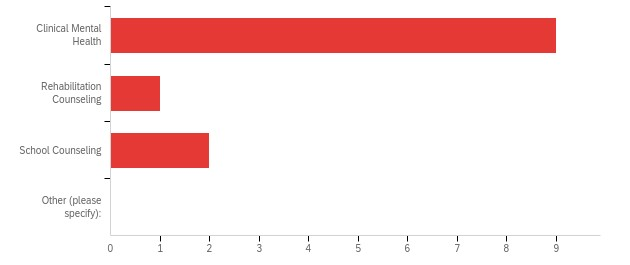 Clinical Mental
Health
Rehabilitation
Counseling
School Counseling
Other (please
specify):
0 1 2 3 4 5 6 7 8 9